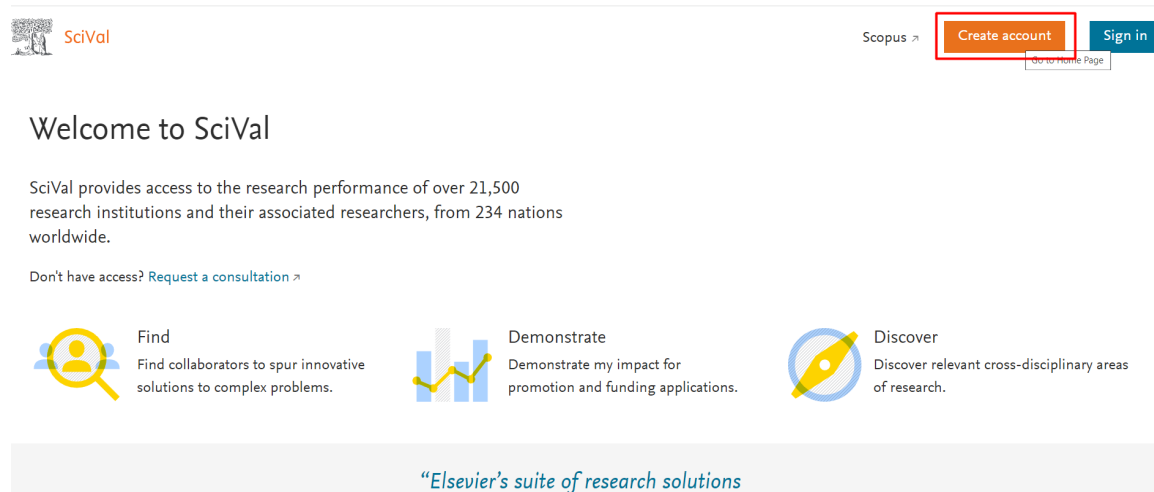 SciVal
Scopus ↗
Create account
Sign in
Go to Home Page
Welcome to SciVal
SciVal provides access to the research performance of over 21,500
research institutions and their associated researchers, from 234 nations
worldwide.
Don't have access? Request a consultation ↗
Find
Find collaborators to spur innovative
solutions to complex problems.
Demonstrate
Demonstrate my impact for
promotion and funding applications.
Discover
Discover relevant cross-disciplinary areas
of research.
“Elsevier’s suite of research solutions